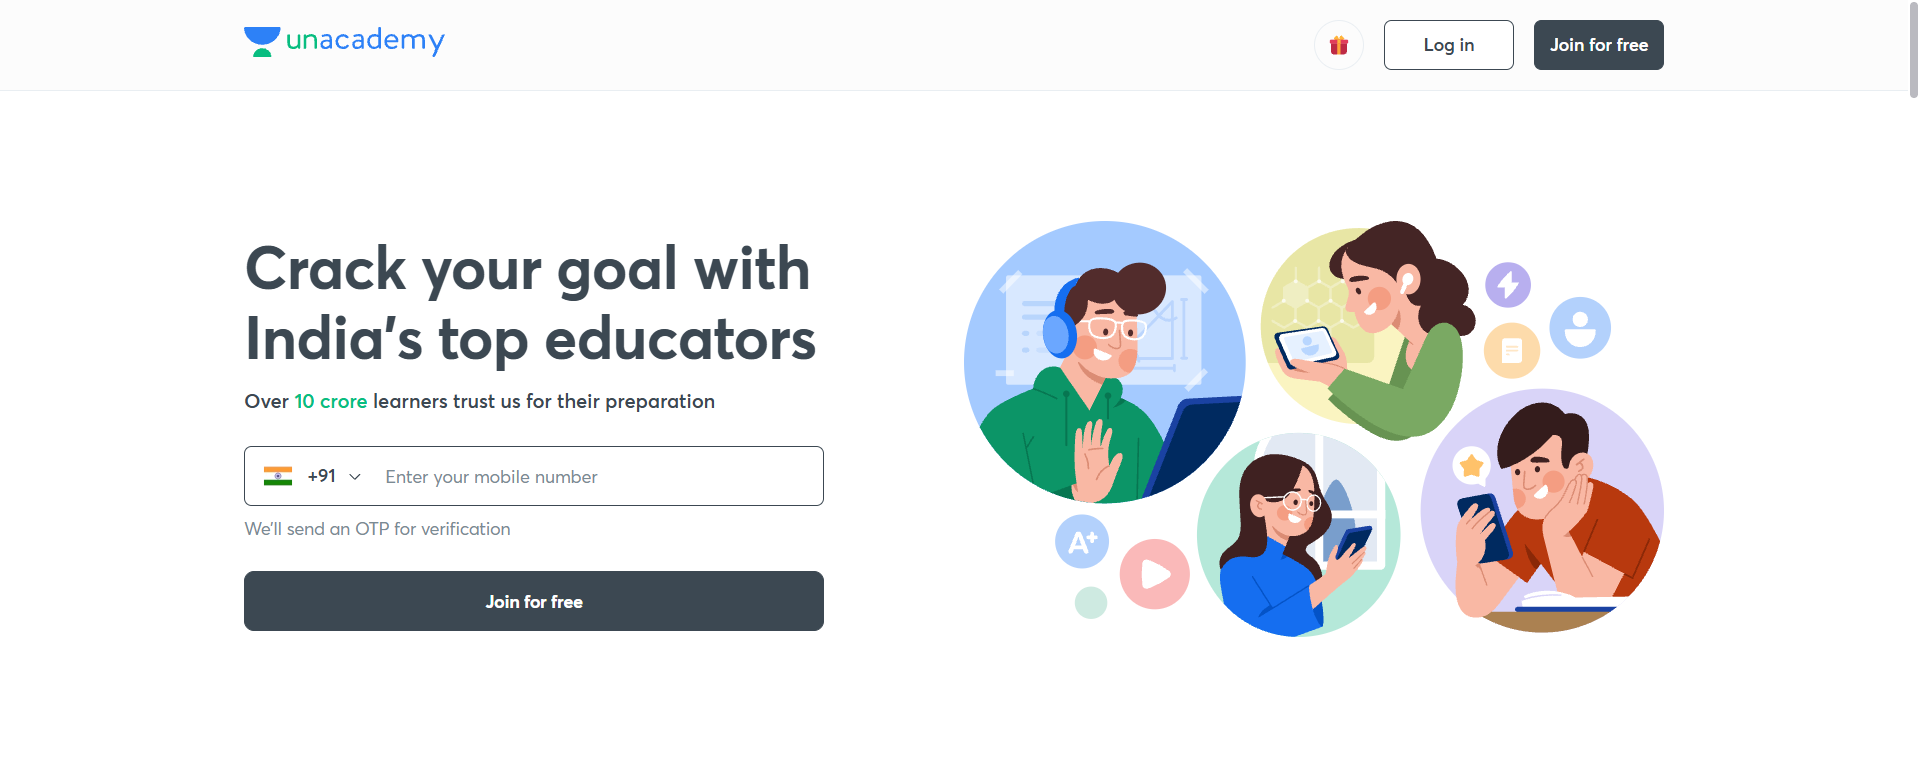 unacademy
Log in
Join for free
Crack your goal with
India's top educators
Over 10 crore learners trust us for their preparation
+91 Enter your mobile number
We'll send an OTP for verification
Join for free
A+